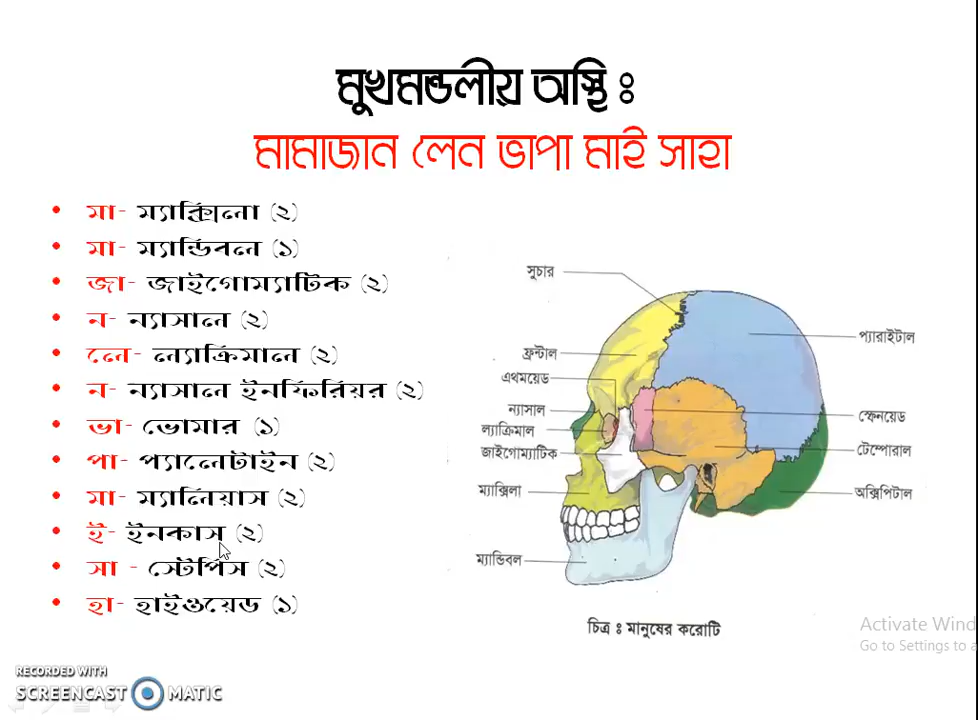 মুখমন্ডলীয় অস্থি ঃ
মামাজান লেন ভাপা মাই সাহা
• মা- ম্যাক্সিলা (২)
• মা- ম্যান্ডিবল (১)
• জা- জাইগোম্যাটিক (২)
• ন- ন্যাসাল (২)
• লে- ল্যাক্রিমাল (২)
• ন- ন্যাসাল ইনফিরিয়র (২)
• ভা- ভোমার (১)
• পা- প্যালেটাইন (২)
• মা- ম্যালিয়াস (২)
• ই- ইনকাস (২)
• সা - স্টেপিস (২)
• হা- হাইওয়েড (১)
সুচার
ফ্রন্টাল
এথময়েড
ন্যাসাল
ল্যাক্রিমাল
জাইগোম্যাটিক
ম্যাক্সিলা
ম্যান্ডিবল
প্যারাইটাল
স্ফেনয়েড
টেম্পোরাল
অক্সিপিটাল
চিত্র ঃ মানুষের করোটি
Activate Wind
Go to Settings to a
RECORDED WITH
SCREENCAST MATIC